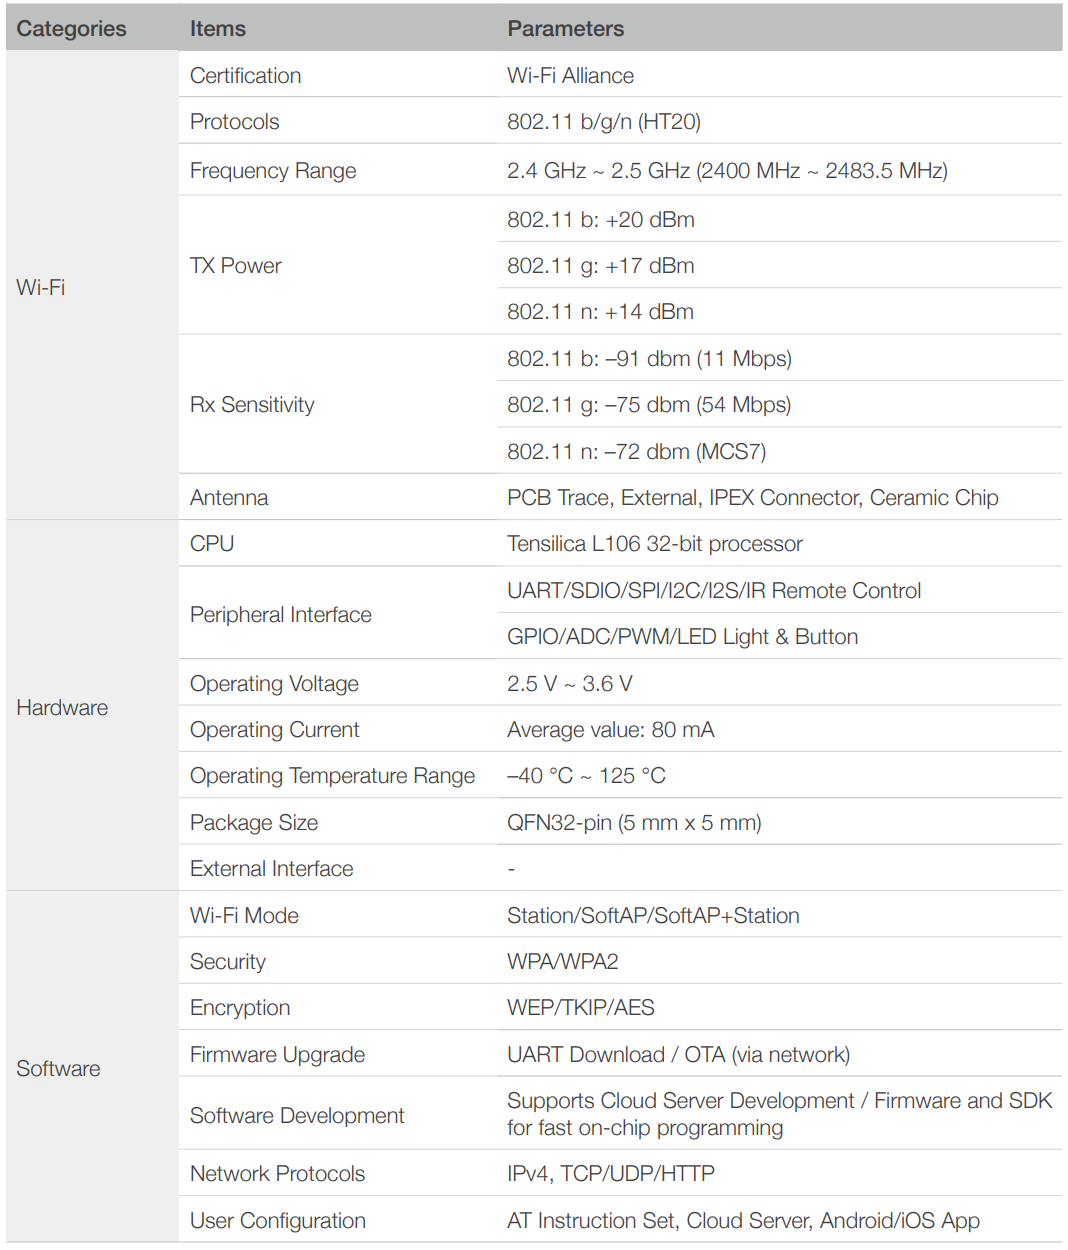 Categories Items Parameters
Certification Wi-Fi Alliance
Protocols 802.11 b/g/n (HT20)
Frequency Range 2.4 GHz ~ 2.5 GHz (2400 MHz ~ 2483.5 MHz)
802.11 b: +20 dBm
Wi-Fi TX Power 802.11 g: +17 dBm
802.11 n: +14 dBm
802.11 b: –91 dbm (11 Mbps)
Rx Sensitivity 802.11 g: –75 dbm (54 Mbps)
802.11 n: –72 dbm (MCS7)
Antenna PCB Trace, External, IPEX Connector, Ceramic Chip
CPU Tensilica L106 32-bit processor
Peripheral Interface UART/SDIO/SPI/I2C/I2S/IR Remote Control
GPIO/ADC/PWM/LED Light & Button
Operating Voltage 2.5 V ~ 3.6 V
Hardware Operating Current Average value: 80 mA
Operating Temperature Range –40 °C ~ 125 °C
Package Size QFN32-pin (5 mm x 5 mm)
External Interface -
Wi-Fi Mode Station/SoftAP/SoftAP+Station
Security WPA/WPA2
Encryption WEP/TKIP/AES
Software Firmware Upgrade UART Download / OTA (via network)
Software Development Supports Cloud Server Development / Firmware and SDK
for fast on-chip programming
Network Protocols IPv4, TCP/UDP/HTTP
User Configuration AT Instruction Set, Cloud Server, Android/iOS App